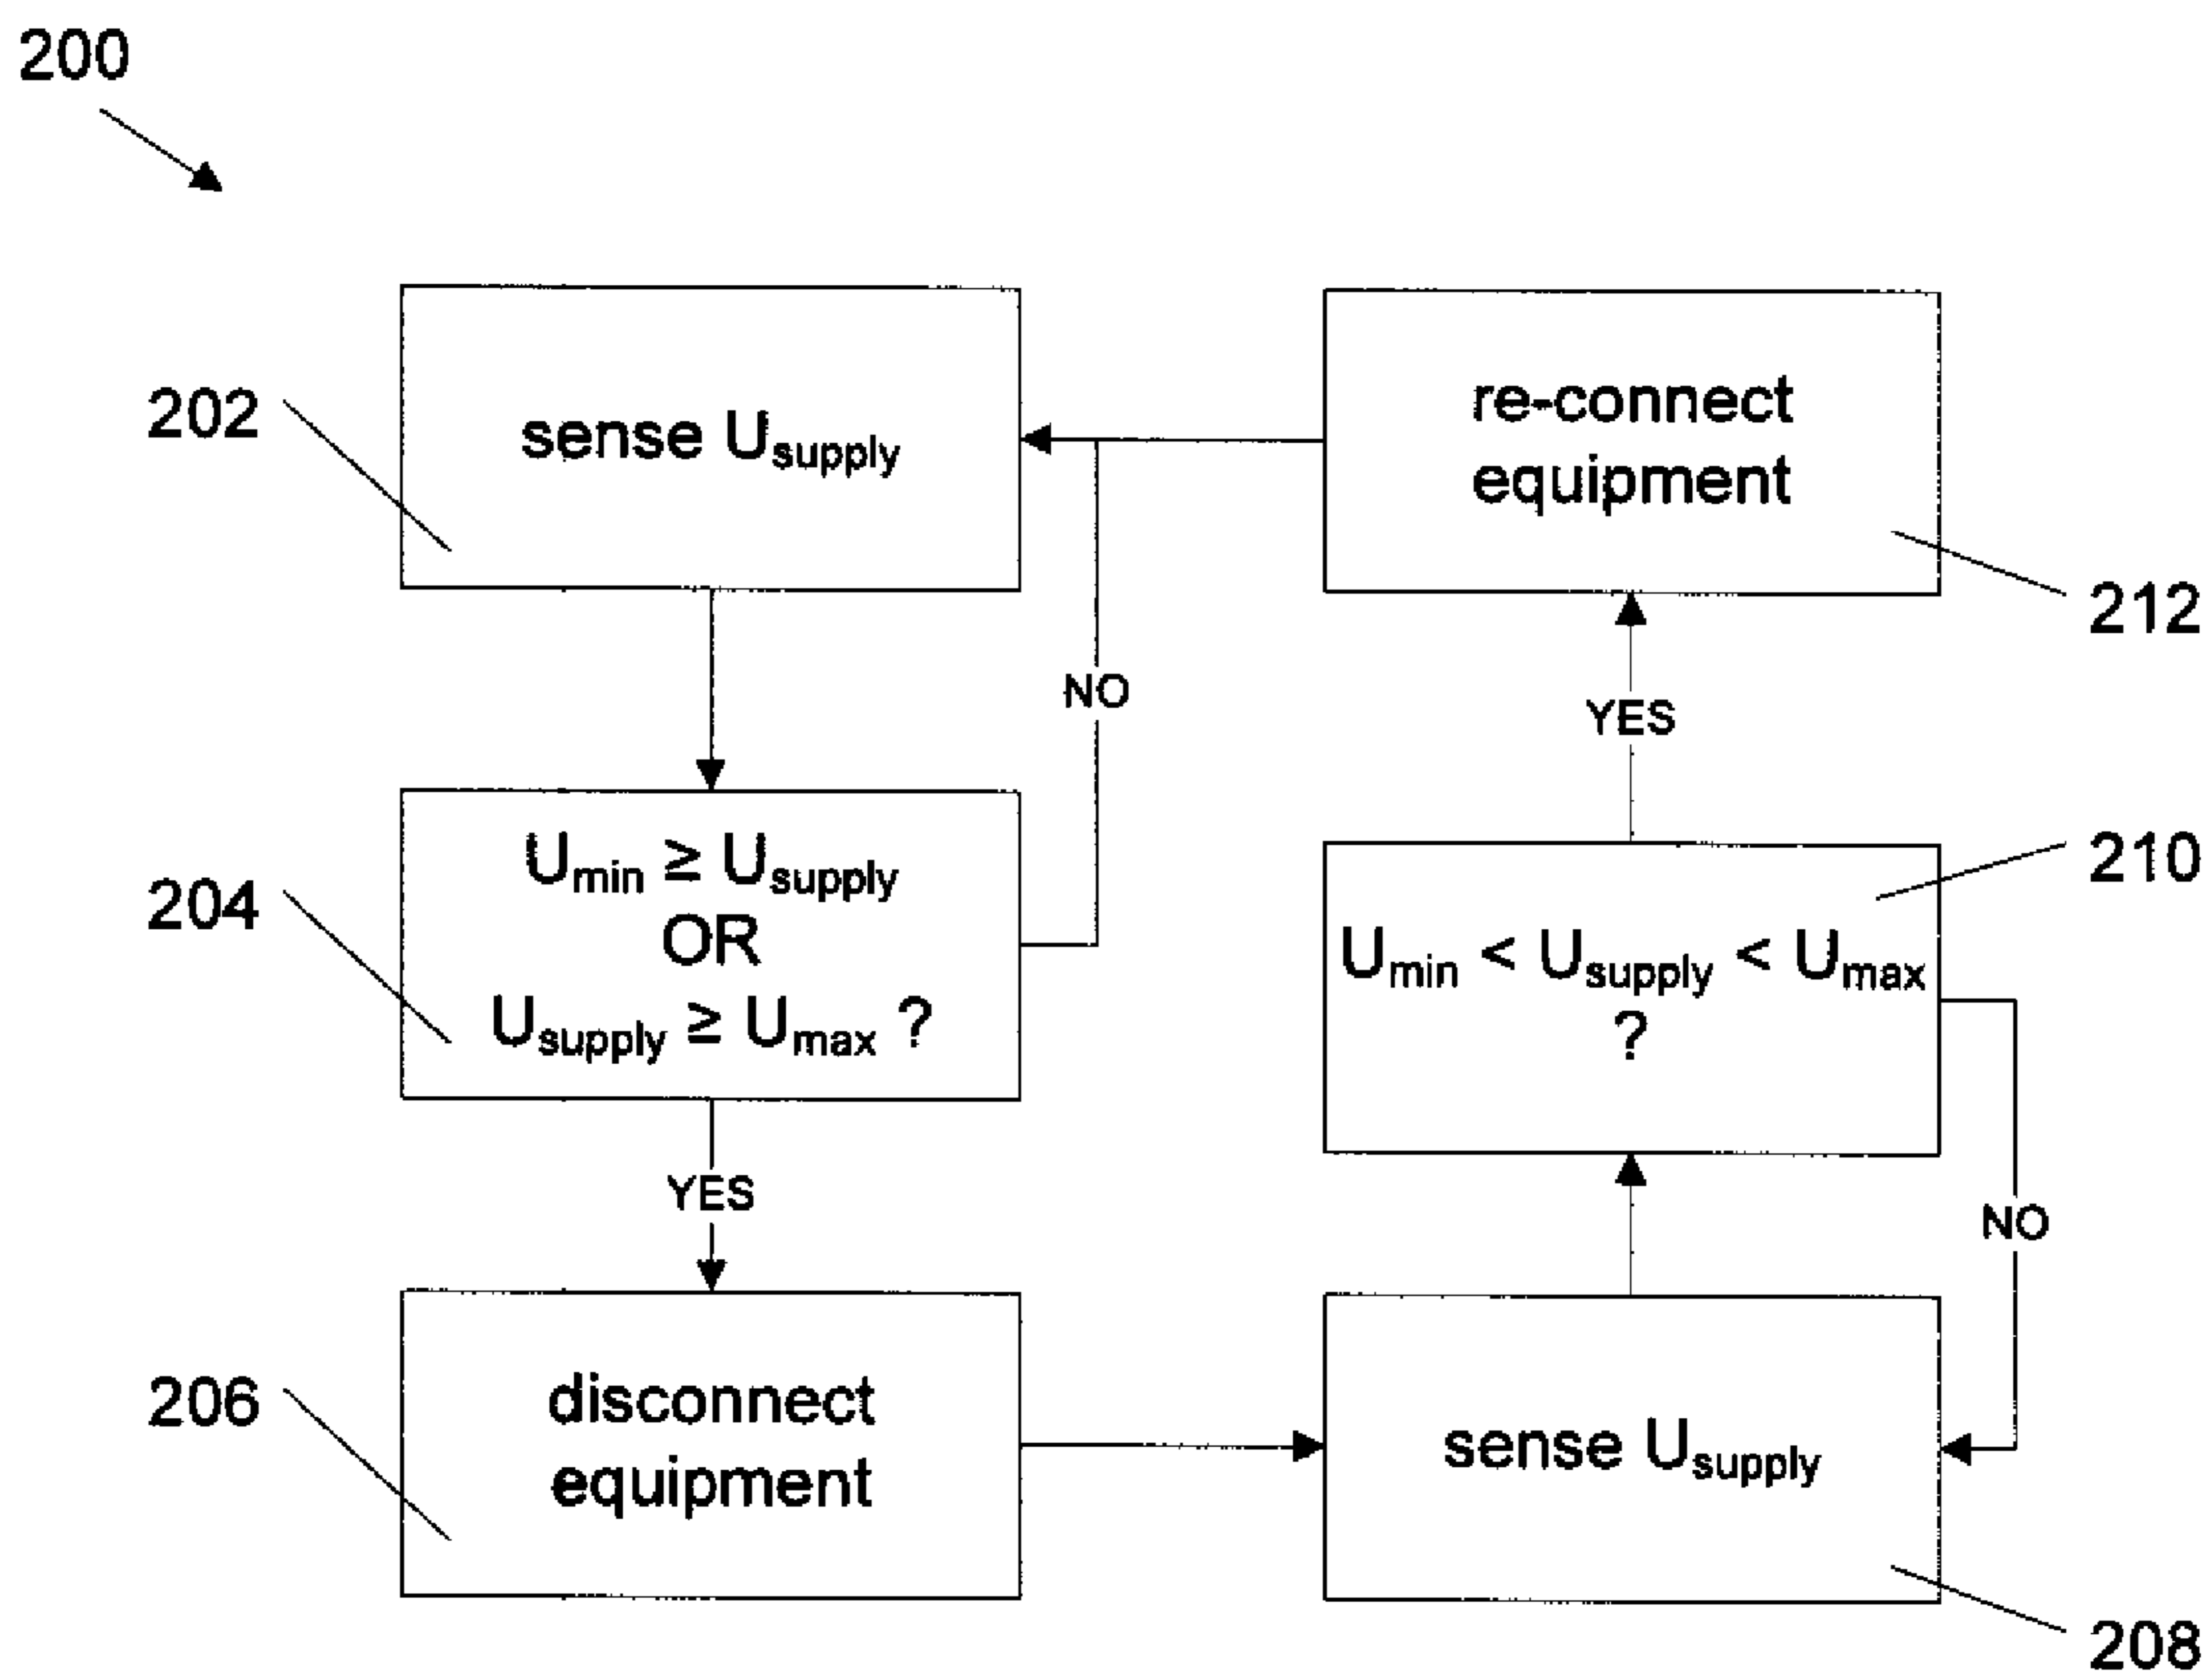 200
202
sense Usupply
re-connect
equipment
212
NO
YES
204
Umin ≥ Usupply
OR
Usupply ≥ Umax ?
210
Umin < Usupply < Umax
?
YES
NO
206
disconnect
equipment
sense Usupply
208